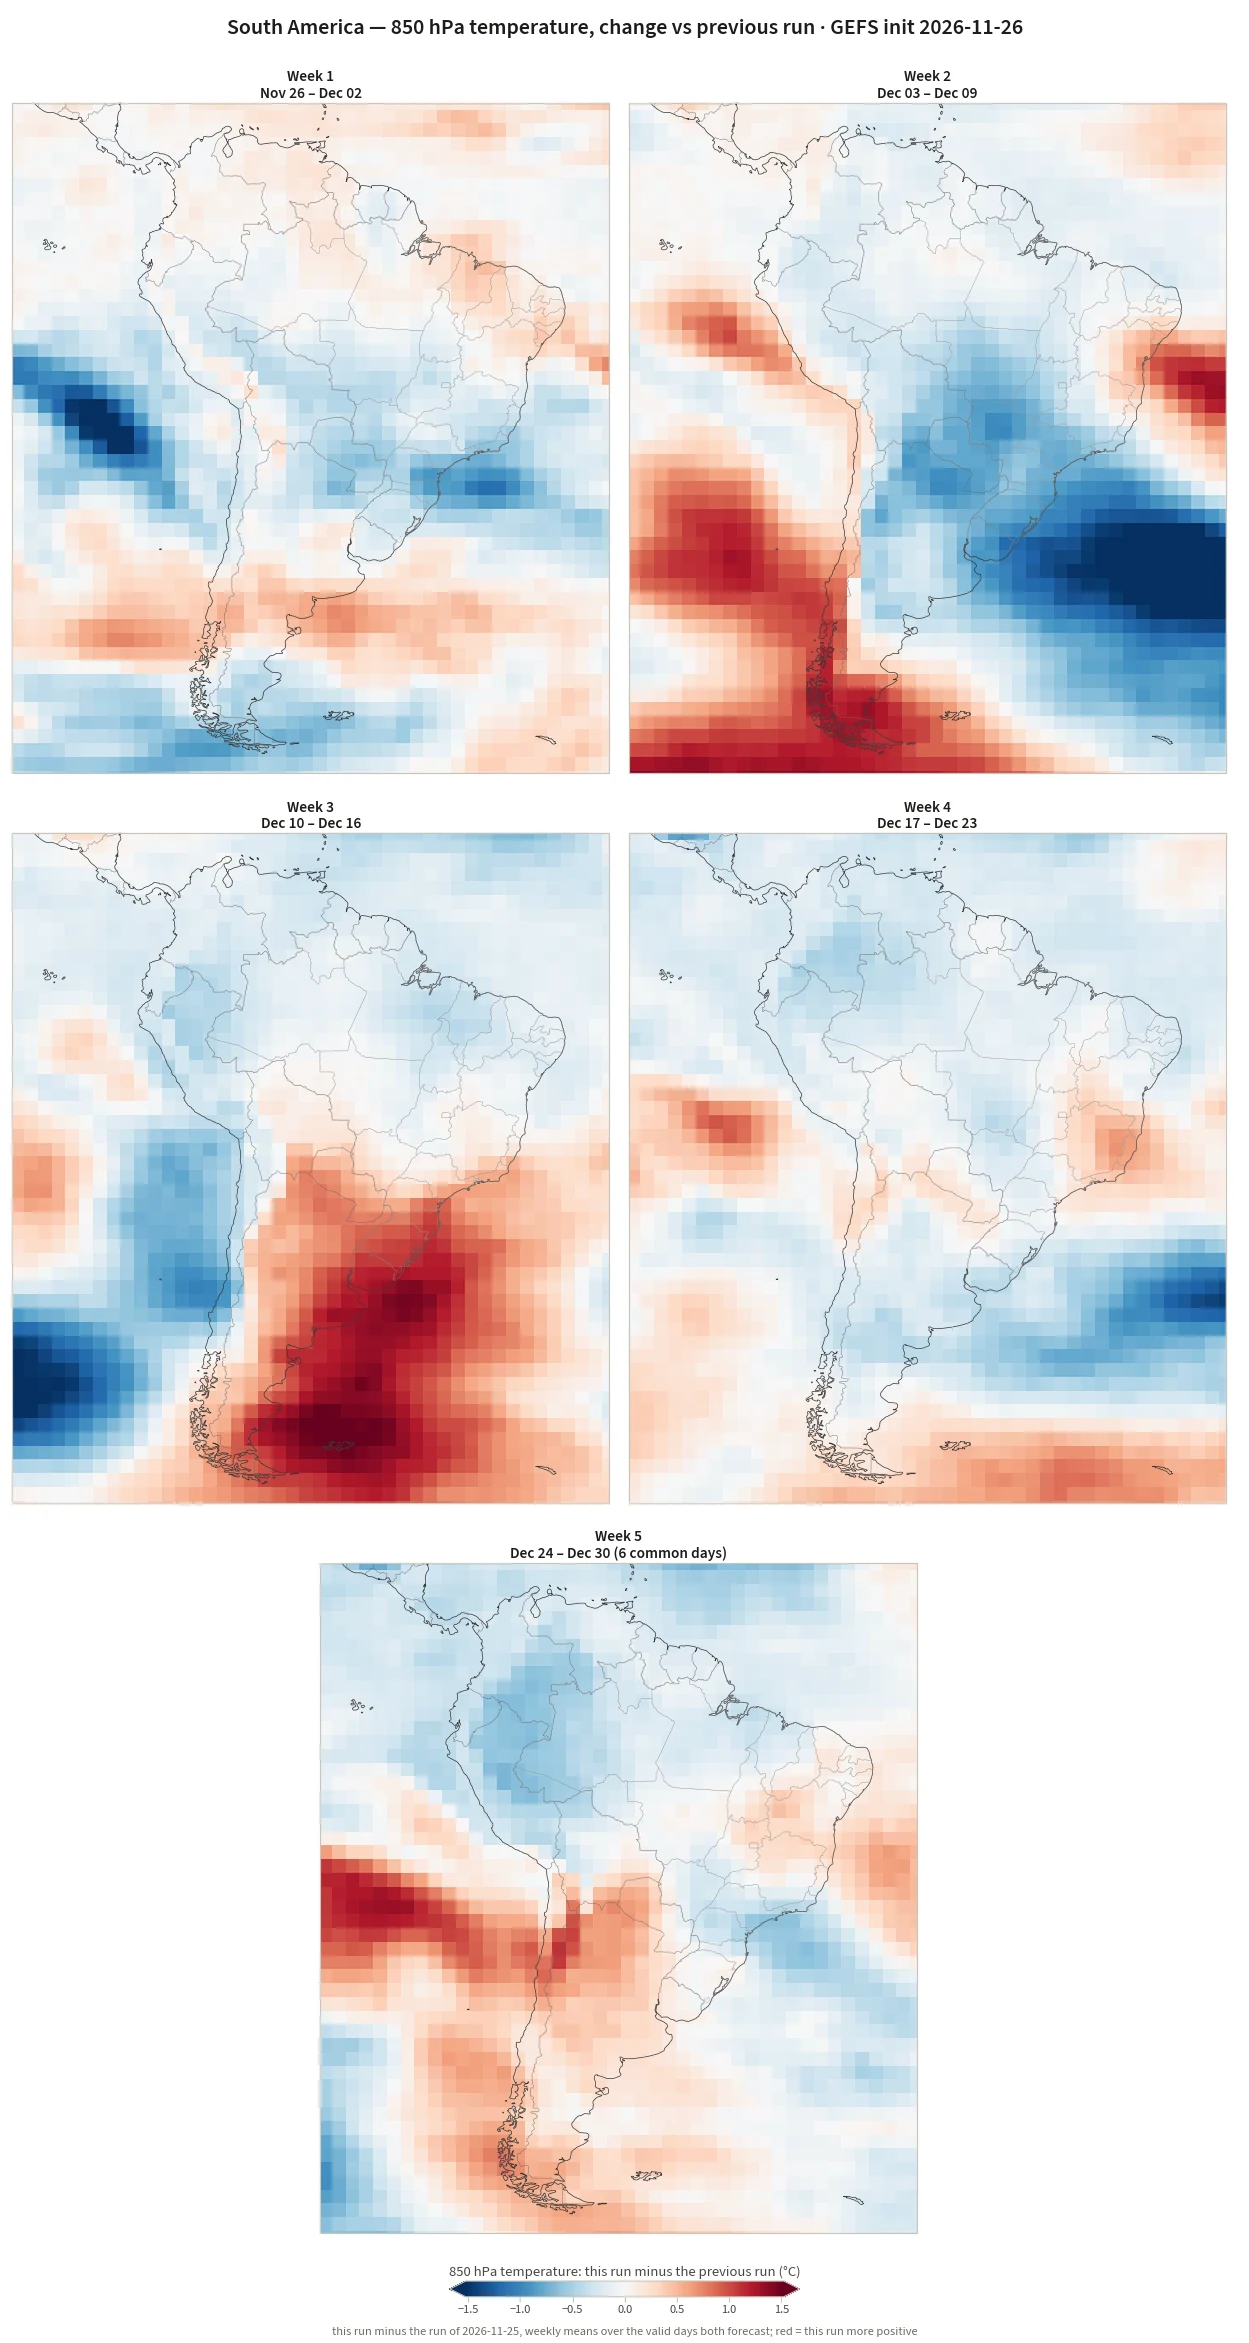 South America — 850 hPa temperature, change vs previous run · GEFS init 2026-11-26
Week 1
Nov 26 – Dec 02
Week 2
Dec 03 – Dec 09
Week 3
Dec 10 – Dec 16
Week 4
Dec 17 – Dec 23
Week 5
Dec 24 – Dec 30 (6 common days)
850 hPa temperature: this run minus the previous run (°C)
−1.5 −1.0 −0.5 0.0 0.5 1.0 1.5
this run minus the run of 2026-11-25, weekly means over the valid days both forecast; red = this run more positive